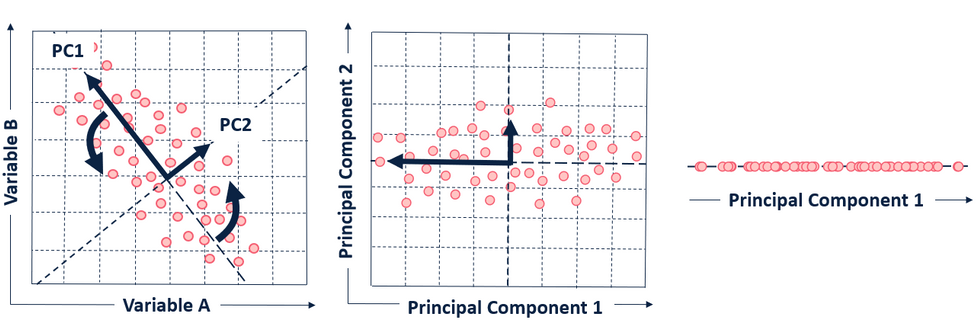 PC1
PC2
Variable B
Variable A
Principal Component 2
Principal Component 1
Principal Component 1